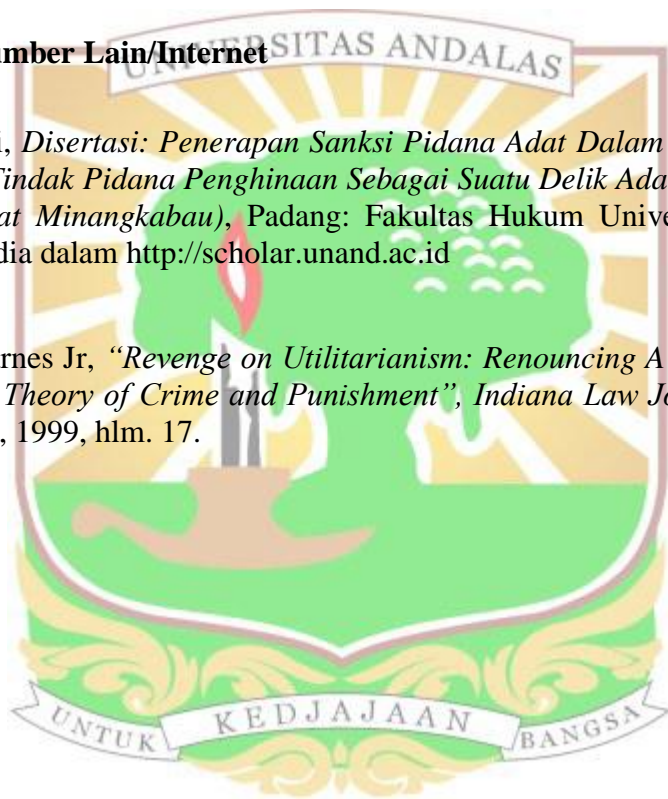 umber Lain/Internet
UNIVERSITAS ANDALAS
i, Disertasi: Penerapan Sanksi Pidana Adat Dalam
Tindak Pidana Penghinaan Sebagai Suatu Delik Ada
at Minangkabau), Padang: Fakultas Hukum Unive
dia dalam http://scholar.unand.ac.id
rnes Jr, “Revenge on Utilitarianism: Renouncing A
Theory of Crime and Punishment”, Indiana Law Jo
, 1999, hlm. 17.
UNTUK KEDJAJAAN BANGSA